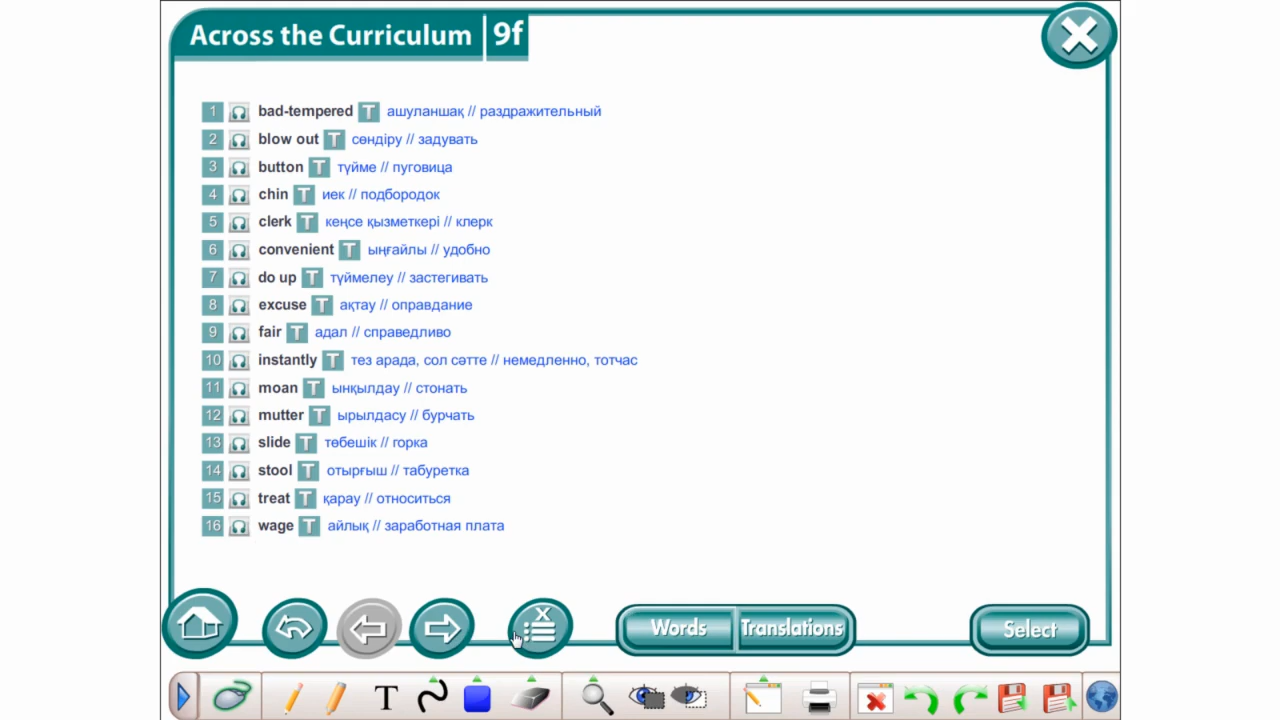 Across the Curriculum 9f
1 bad-tempered T ашуланшақ // раздражительный
2 blow out T сөндіру // задувать
3 button T түйме // пуговица
4 chin T иек // подбородок
5 clerk T кеңсе қызметкері // клерк
6 convenient T ыңғайлы // удобно
7 do up T түймелеу // застегивать
8 excuse T ақтау // оправдание
9 fair T адал // справедливо
10 instantly T тез арада, сол сәтте // немедленно, тотчас
11 moan T ынқылдау // стонать
12 mutter T ырылдасу // бурчать
13 slide T төбешік // горка
14 stool T отырғыш // табуретка
15 treat T қарау // относиться
16 wage T айлық // заработная плата
Words Translations Select
T